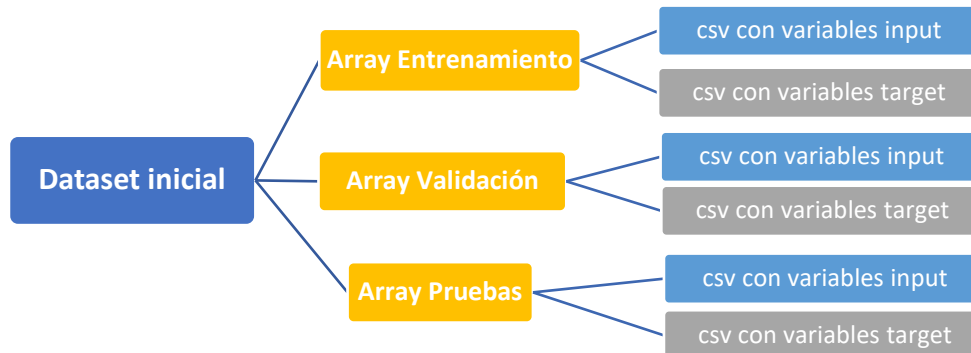 Dataset inicial
Array Entrenamiento
csv con variables input
csv con variables target
Array Validación
csv con variables input
csv con variables target
Array Pruebas
csv con variables input
csv con variables target